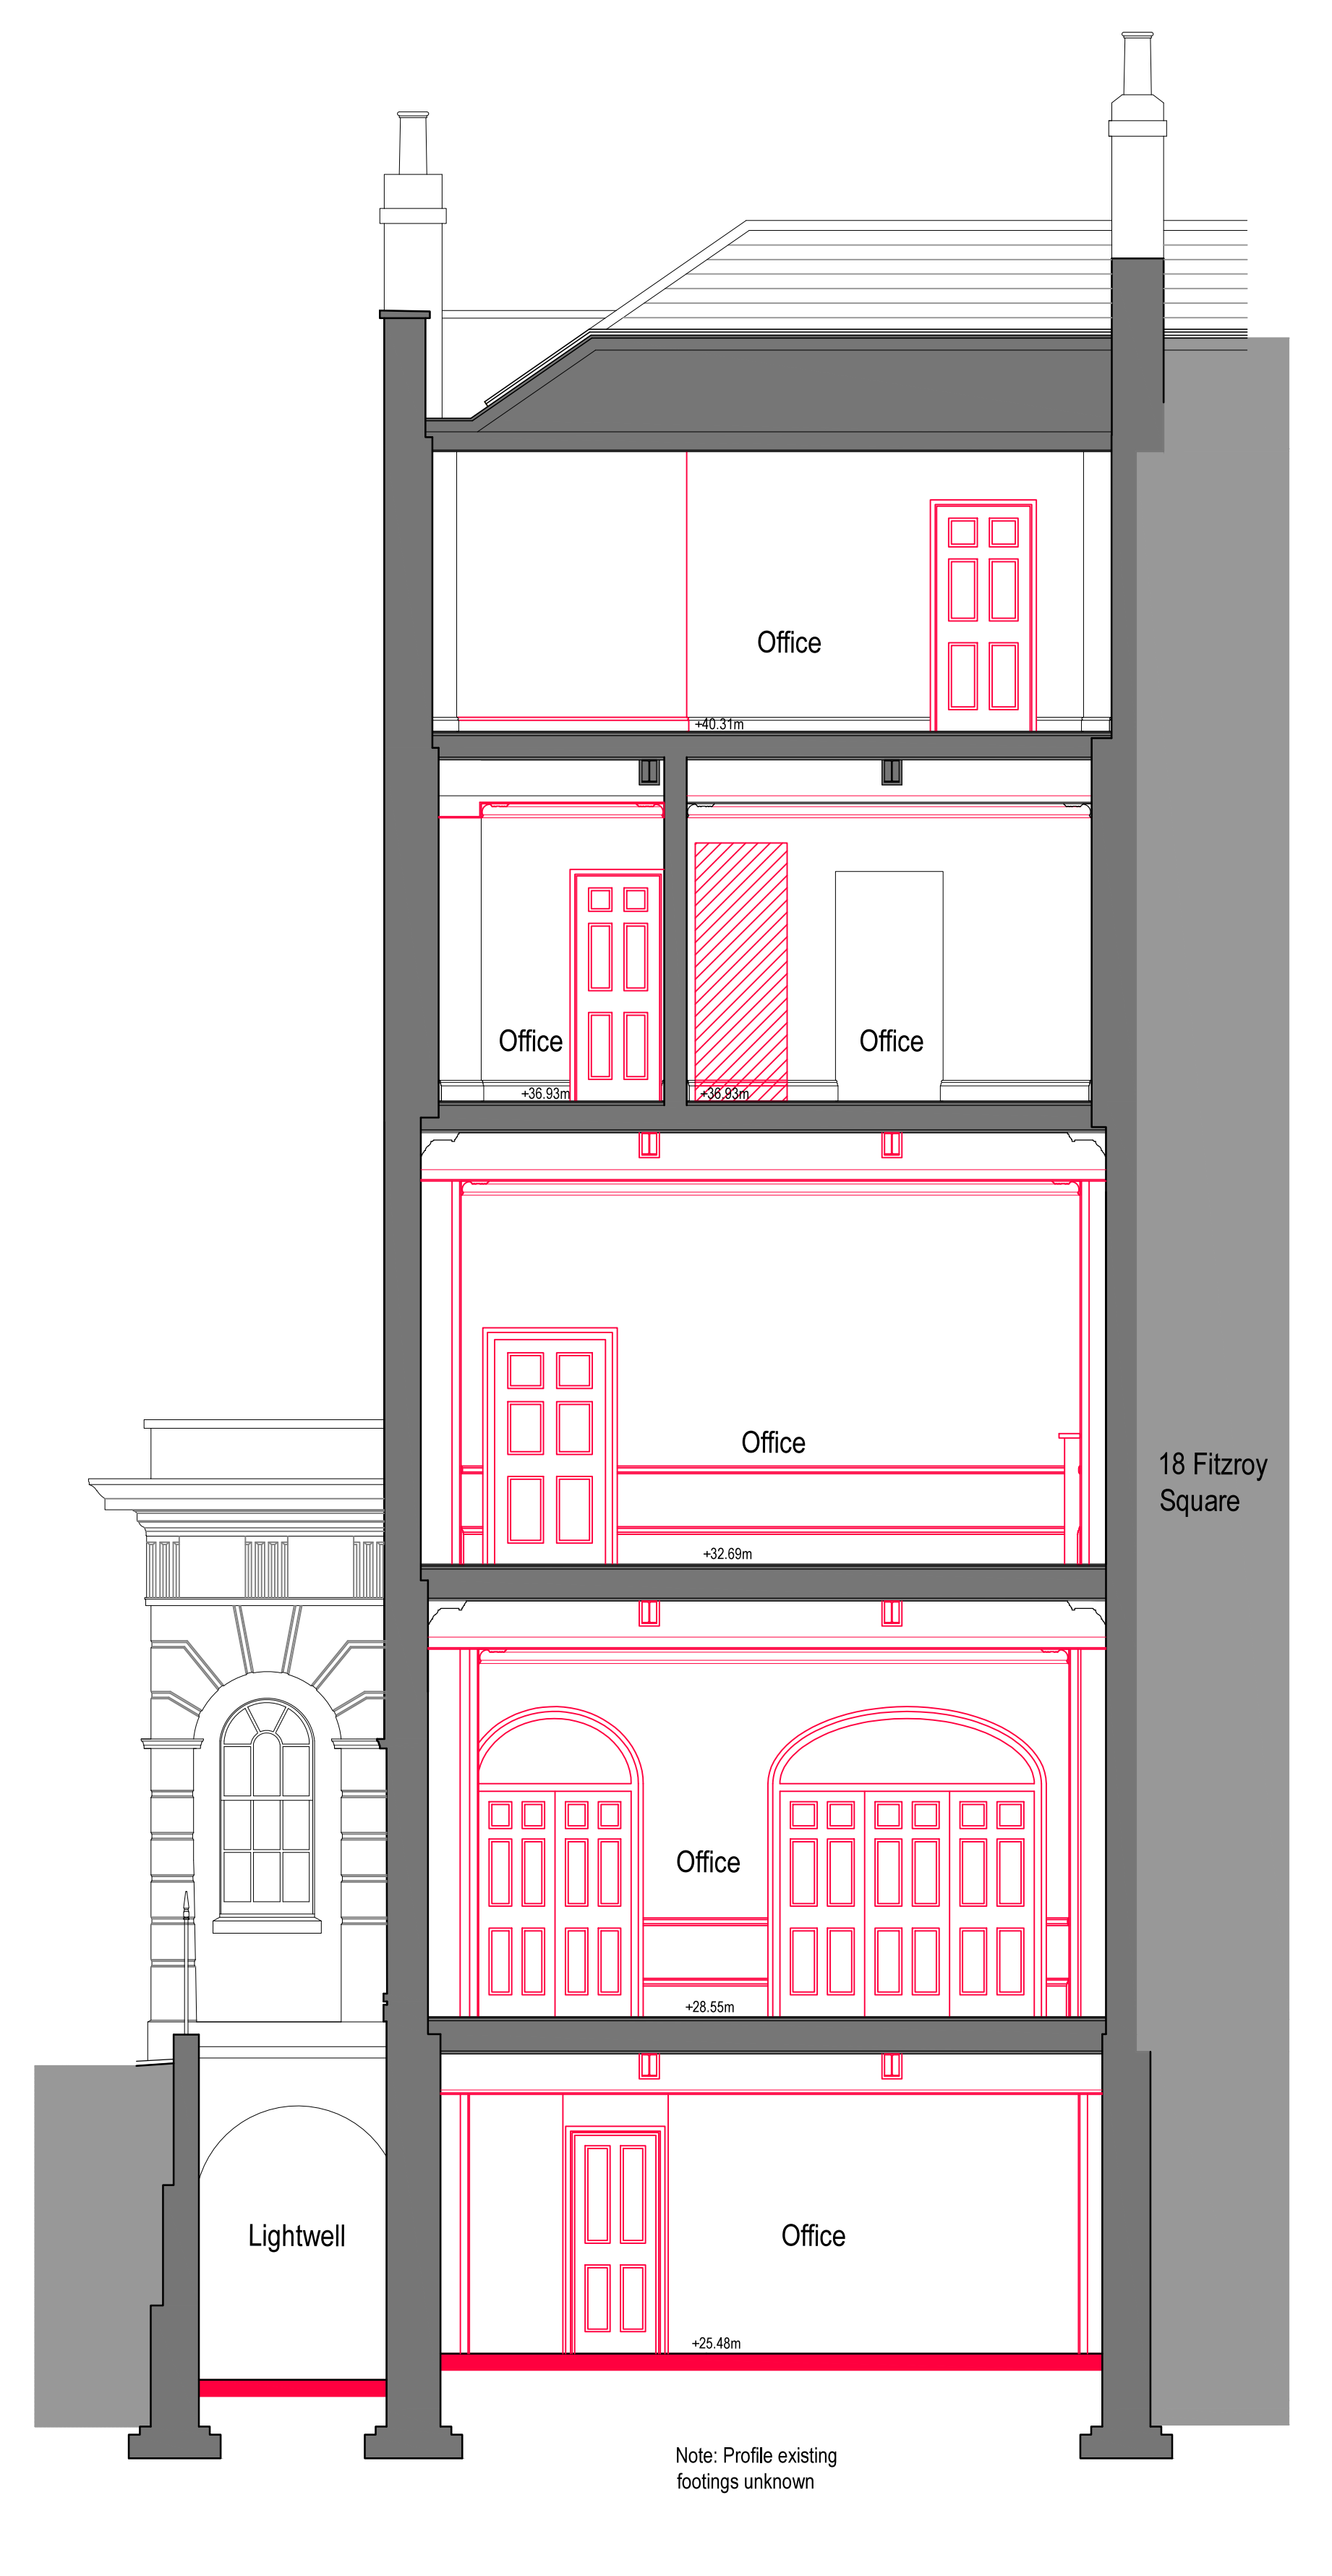 Office
+40.31m
Office
Office
+36.93m
+36.93m
Office
18 Fitzroy
Square
+32.69m
Office
+28.55m
Lightwell
Office
+25.48m
Note: Profile existing
footings unknown